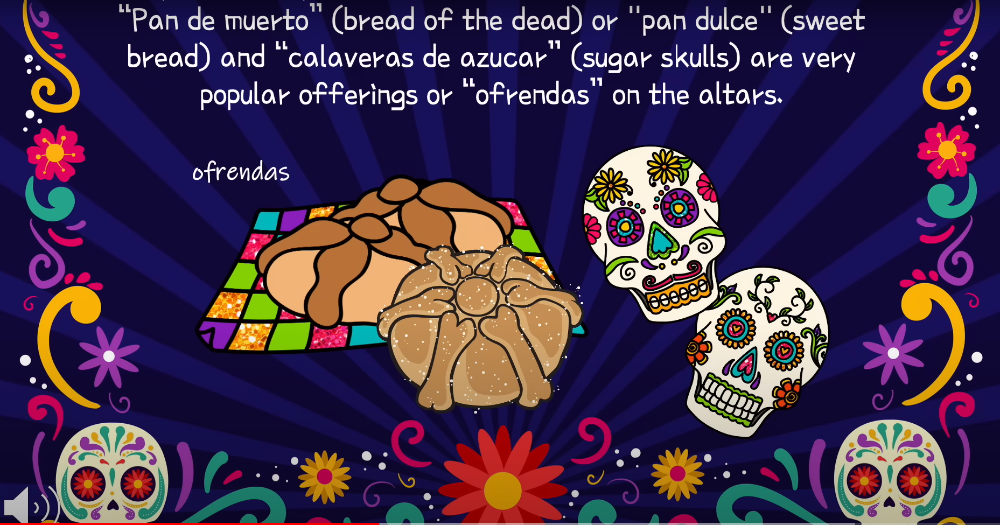 “Pan de muerto” (bread of the dead) or "pan dulce" (sweet
bread) and “calaveras de azucar” (sugar skulls) are very
popular offerings or “ofrendas” on the altars.
ofrendas